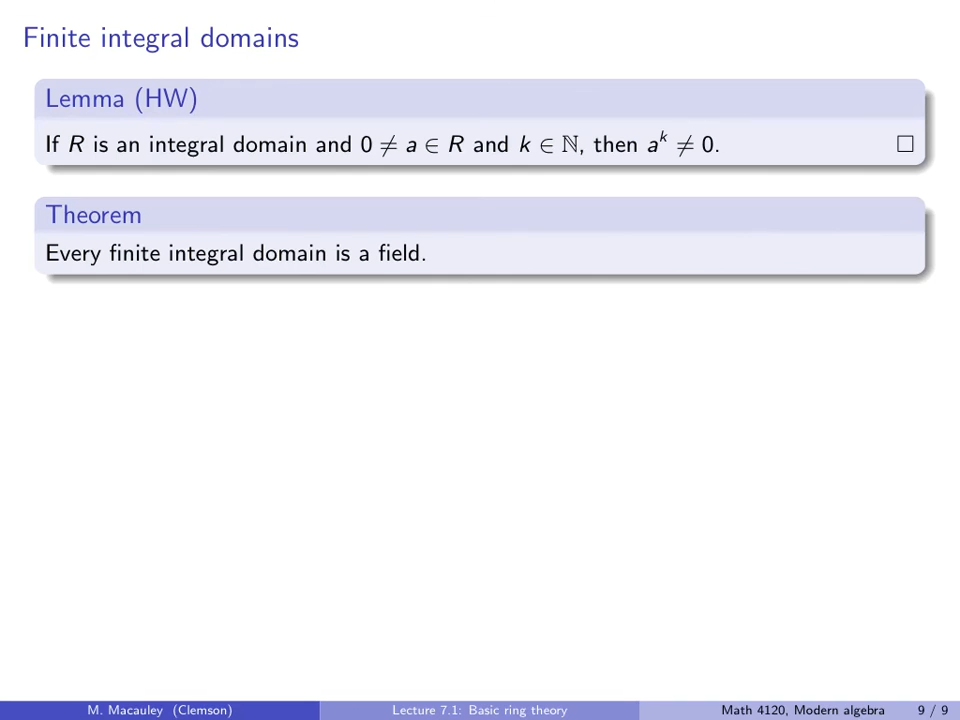 Finite integral domains
Lemma (HW)
If R is an integral domain and 0 ≠ a ∈ R and k ∈ ℕ, then aᵏ ≠ 0. □
Theorem
Every finite integral domain is a field.
M. Macauley (Clemson) Lecture 7.1: Basic ring theory Math 4120, Modern algebra 9 / 9